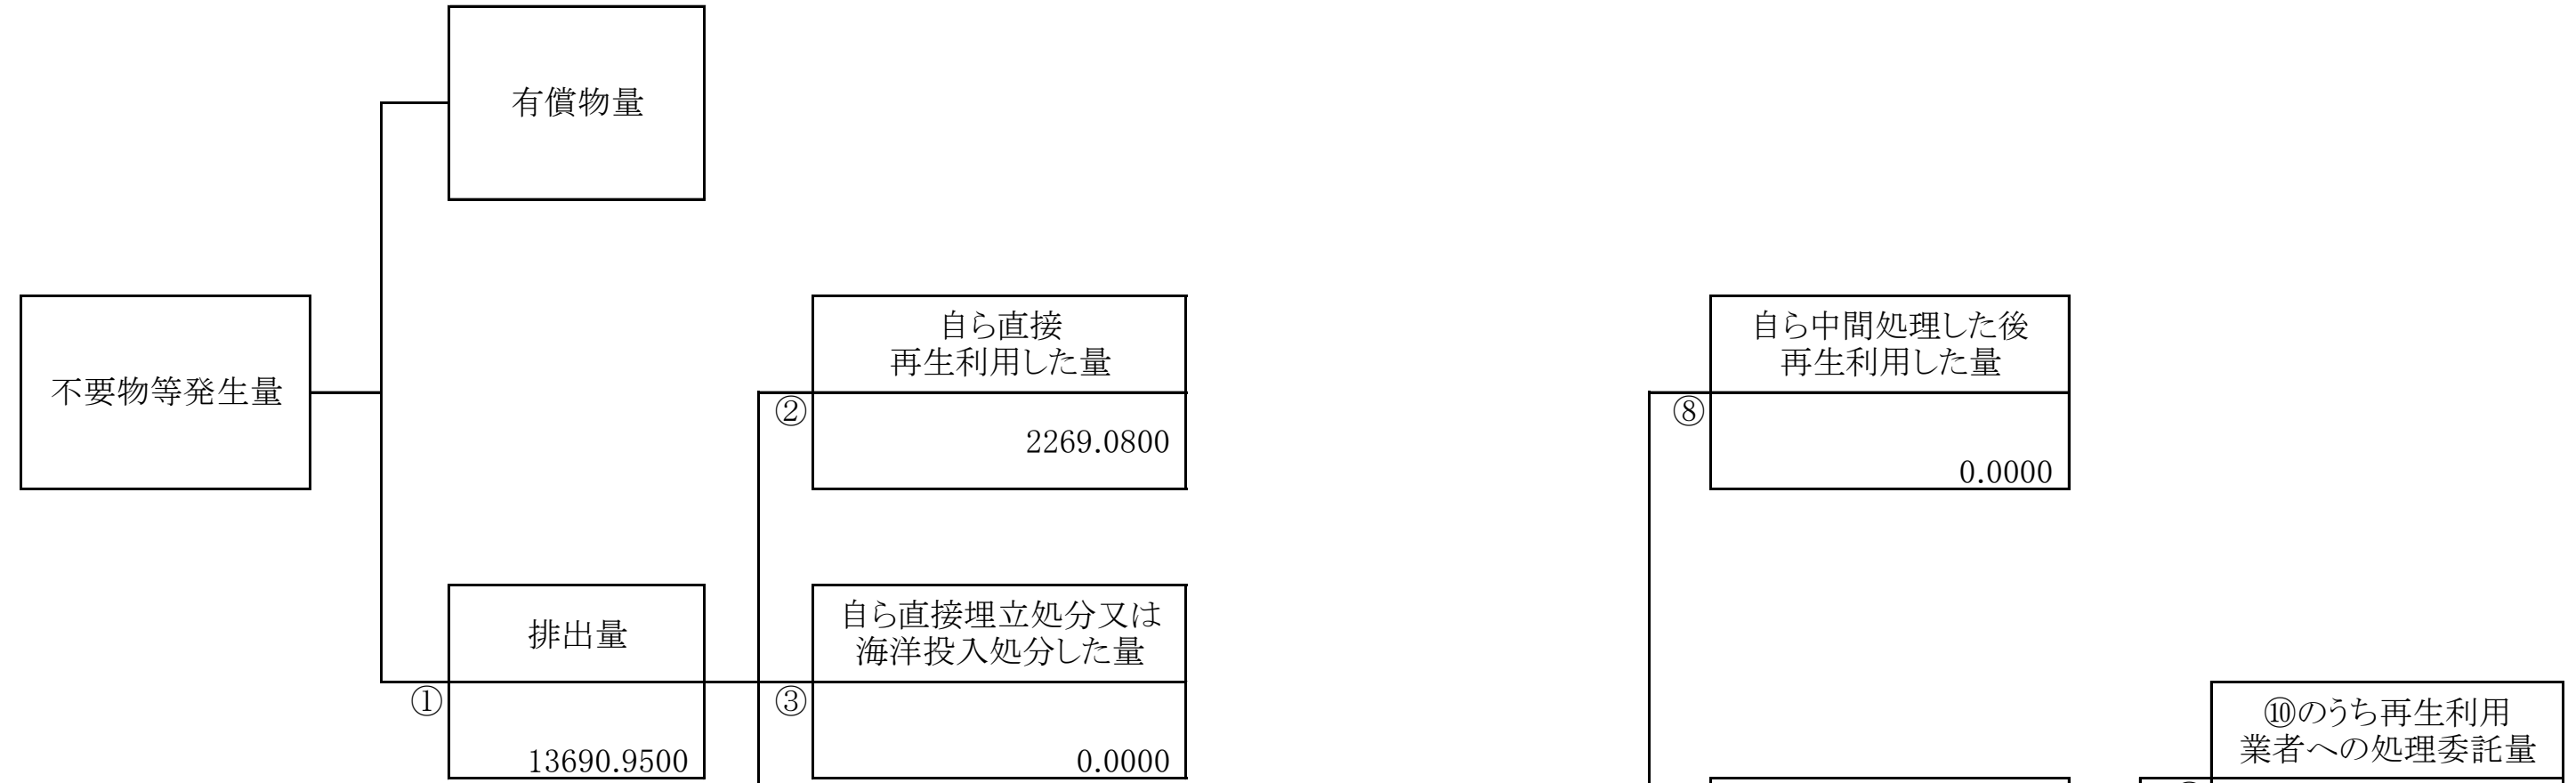 有償物量
不要物等発生量
自ら直接
再生利用した量
②
2269.0800
自ら中間処理した後
再生利用した量
⑧
0.0000
排出量
①
13690.9500
自ら直接埋立処分又は
海洋投入処分した量
③
0.0000
⑩のうち再生利用
業者への処理委託量